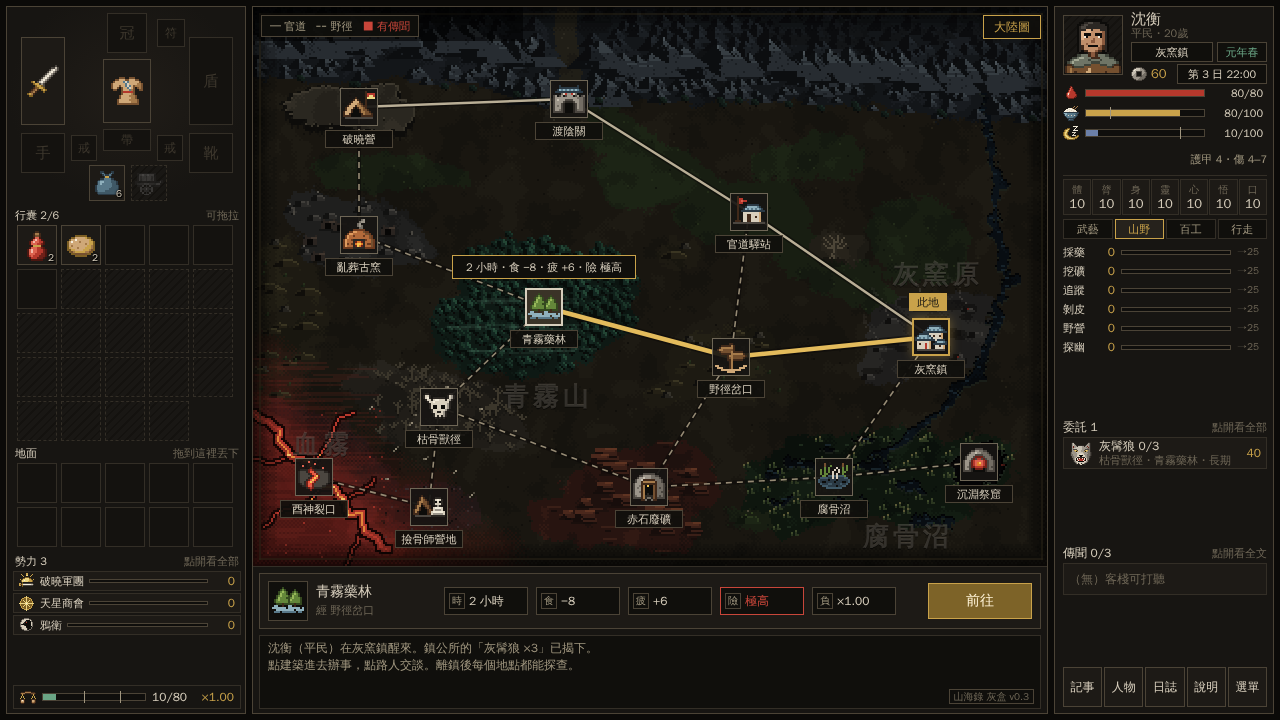 冠
符
盾
手
戒
帶
戒
靴
6
行囊 2/6
可拖拉
2
2
地面
拖到這裡丟下
勢力 3
點開看全部
破曉軍團
0
天星商會
0
鴉衛
0
10/80
×1.00
官道
野徑
有傳聞
大陸圖
破曉營
渡陰關
官道驛站
亂葬古窯
2 小時・食 −8・疲 +6・險 極高
灰窯原
此地
青霧藥林
灰窯鎮
野徑岔口
青霧山
枯骨獸徑
血霧
酉神裂口
撿骨師營地
赤石廢礦
腐骨沼
沉淵祭窟
腐骨沼
青霧藥林
經 野徑岔口
時 2 小時
食 −8
疲 +6
險 極高
負 ×1.00
前往
沈衡（平民）在灰窯鎮醒來。鎮公所的「灰髯狼 ×3」已揭下。
點建築進去辦事，點路人交談。離鎮後每個地點都能探查。
山海錄 灰盒 v0.3
沈衡
平民・20歲
灰窯鎮
元年春
60
第 3 日 22:00
80/80
80/100
10/100
護甲 4・傷 4–7
體
臂
身
靈
心
悟
口
10
10
10
10
10
10
10
武藝
山野
百工
行走
採藥 0 →25
挖礦 0 →25
追蹤 0 →25
剝皮 0 →25
野營 0 →25
探幽 0 →25
委託 1
點開看全部
灰髯狼 0/3
枯骨獸徑・青霧藥林・長期
40
傳聞 0/3
點開看全文
（無）客棧可打聽
記事
人物
日誌
說明
選單